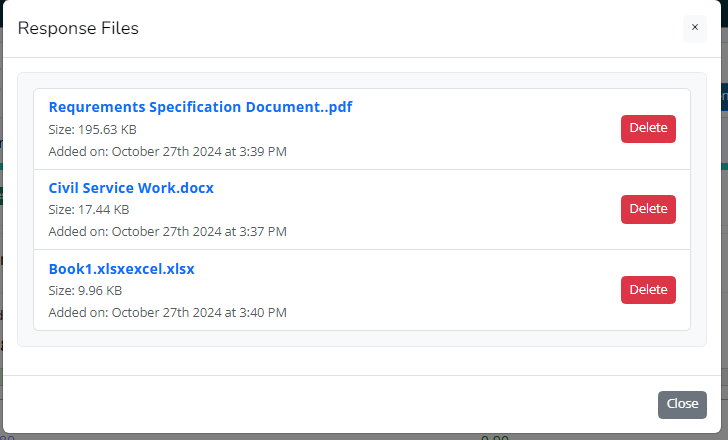 Response Files
×
Requrements Specification Document..pdf
Size: 195.63 KB
Added on: October 27th 2024 at 3:39 PM
Delete
Civil Service Work.docx
Size: 17.44 KB
Added on: October 27th 2024 at 3:37 PM
Delete
Book1.xlsxexcel.xlsx
Size: 9.96 KB
Added on: October 27th 2024 at 3:40 PM
Delete
Close